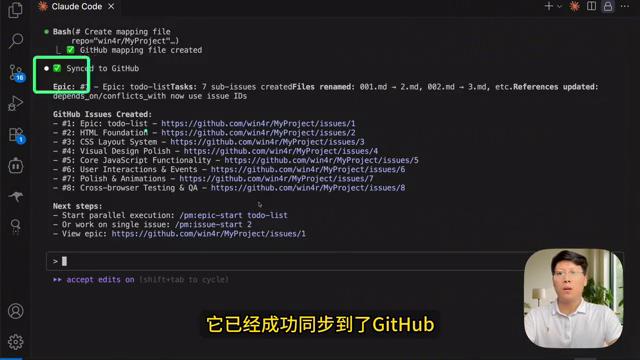 Claude Code
Bash(# Create mapping file
repo="win4r/MyProject"…)
GitHub mapping file created
Synced to GitHub
Epic: #1 - Epic: todo-listTasks: 7 sub-issues createdFiles renamed: 001.md → 2.md, 002.md → 3.md, etc.References updated:
depends_on/conflicts_with now use issue IDs
GitHub Issues Created:
- #1: Epic: todo-list - https://github.com/win4r/MyProject/issues/1
- #2: HTML Foundation - https://github.com/win4r/MyProject/issues/2
- #3: CSS Layout System - https://github.com/win4r/MyProject/issues/3
- #4: Visual Design Polish - https://github.com/win4r/MyProject/issues/4
- #5: Core JavaScript Functionality - https://github.com/win4r/MyProject/issues/5
- #6: User Interactions & Events - https://github.com/win4r/MyProject/issues/6
- #7: Polish & Animations - https://github.com/win4r/MyProject/issues/7
- #8: Cross-browser Testing & QA - https://github.com/win4r/MyProject/issues/8
Next steps:
- Start parallel execution: /pm:epic-start todo-list
- Or work on single issue: /pm:issue-start 2
- View epic: https://github.com/win4r/MyProject/issues/1
>
⏵⏵ accept edits on (shift+tab to cycle)
16
1
它已经成功同步到了GitHub